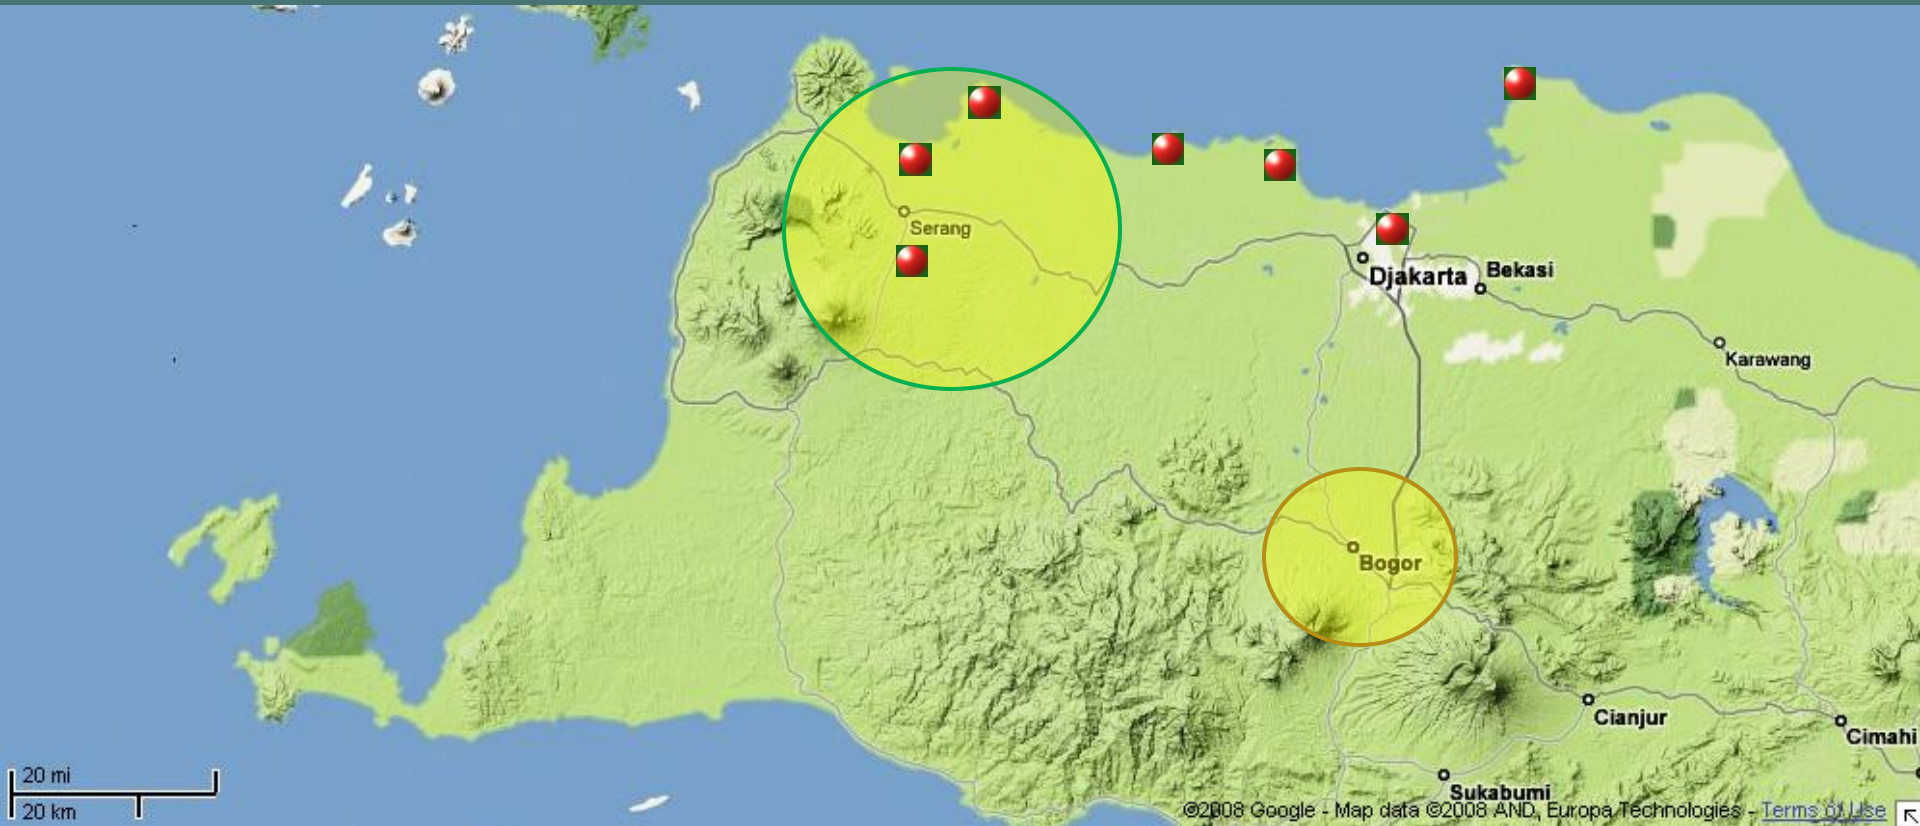 Serang
Djakarta
Bekasi
Karawang
Bogor
Cianjur
Cimahi
Sukabumi
20 mi
20 km
©2008 Google - Map data ©2008 AND, Europa Technologies - Terms of Use